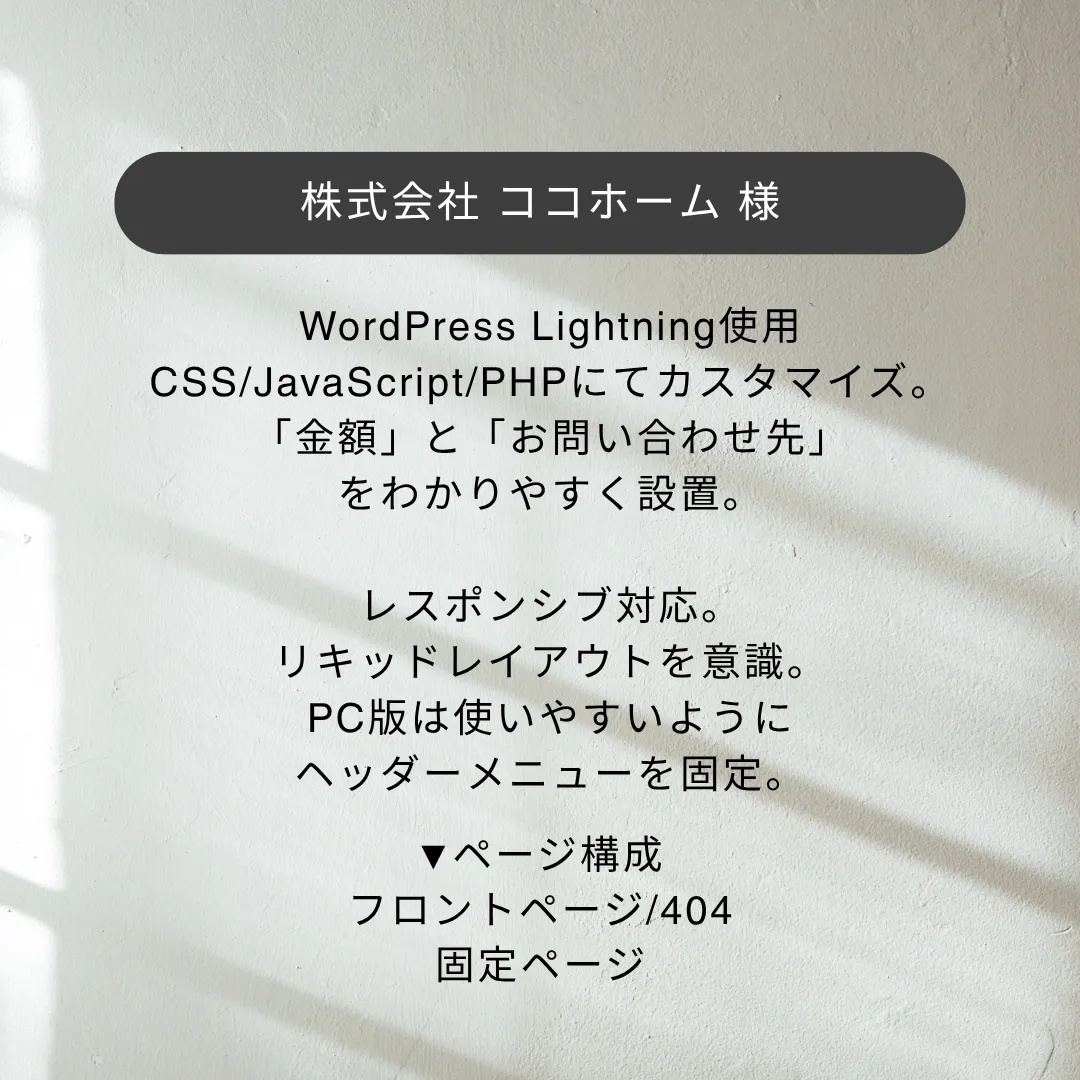 株式会社 ココホーム 様
WordPress Lightning使用
CSS/JavaScript/PHPにてカスタマイズ。
「金額」と「お問い合わせ先」
をわかりやすく設置。
レスポンシブ対応。
リキッドレイアウトを意識。
PC版は使いやすいように
ヘッダーメニューを固定。
▼ページ構成
フロントページ/404
固定ページ